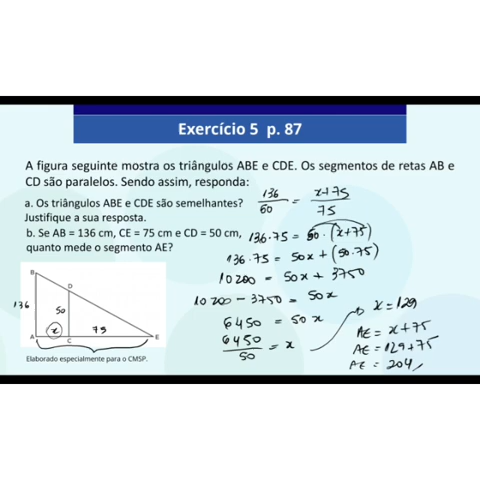 Exercício 5 p. 87
A figura seguinte mostra os triângulos ABE e CDE. Os segmentos de retas AB e
CD são paralelos. Sendo assim, responda:
a. Os triângulos ABE e CDE são semelhantes?
Justifique a sua resposta.
b. Se AB = 136 cm, CE = 75 cm e CD = 50 cm,
quanto mede o segmento AE?
136/50 = x+75/75
136.75 = 50.(x+75)
136.75 = 50x + (50.75)
10200 = 50x + 3750
10200 - 3750 = 50x
6450 = 50x
6450/50 = x
x = 129
AE = x+75
AE = 129+75
AE = 204
B
D
136
50
x
75
A
C
E
Elaborado especialmente para o CMSP.